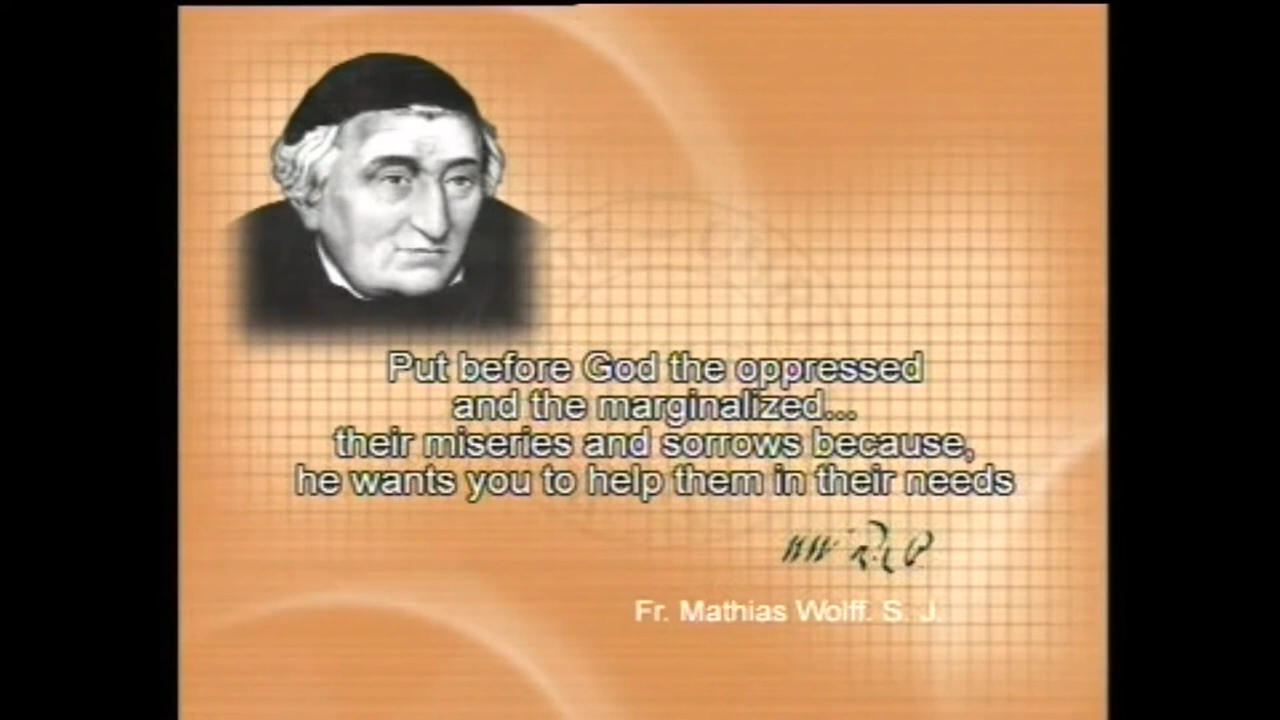 Put before God the oppressed
and the marginalized...
their miseries and sorrows because,
he wants you to help them in their needs
Fr. Mathias Wolff. S. J.